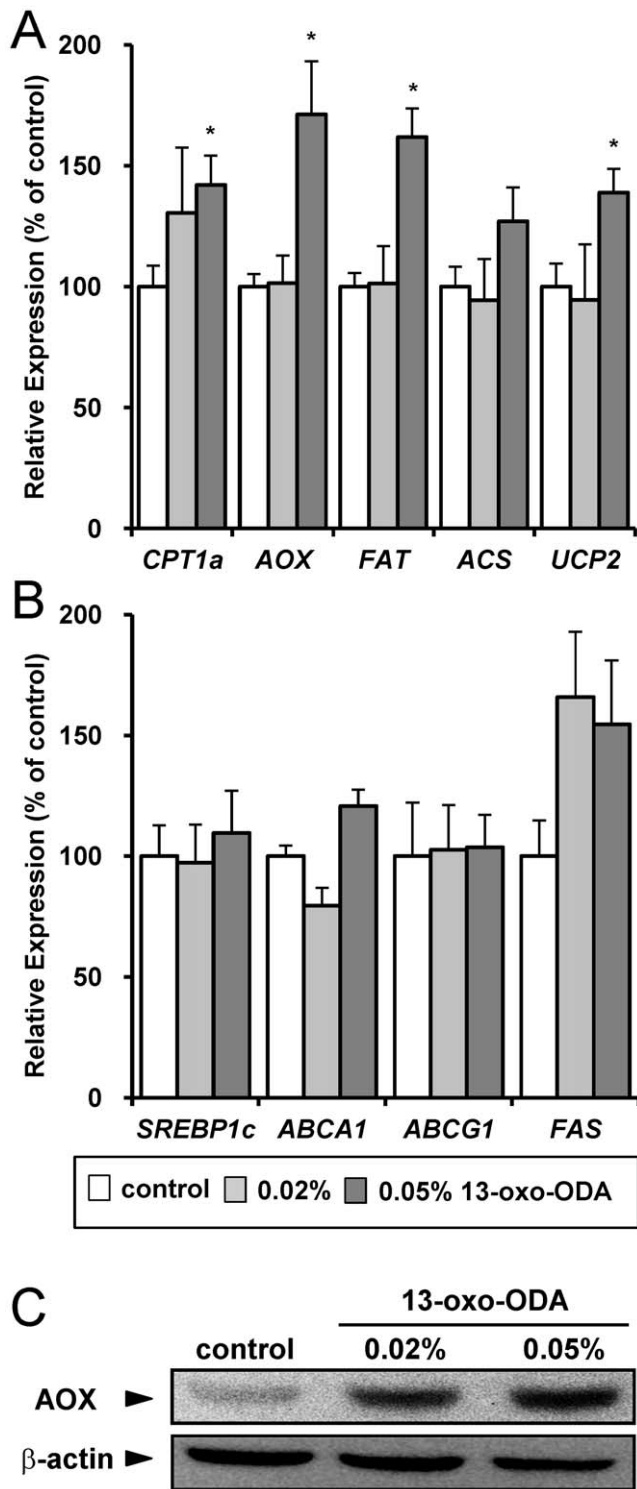 A
Relative Expression (% of control)
200
150
100
50
0
*
*
*
*
CPT1a AOX FAT ACS UCP2
B
Relative Expression (% of control)
200
150
100
50
0
SREBP1c ABCA1 ABCG1 FAS
control 0.02% 0.05% 13-oxo-ODA
C
13-oxo-ODA
control 0.02% 0.05%
AOX
β-actin